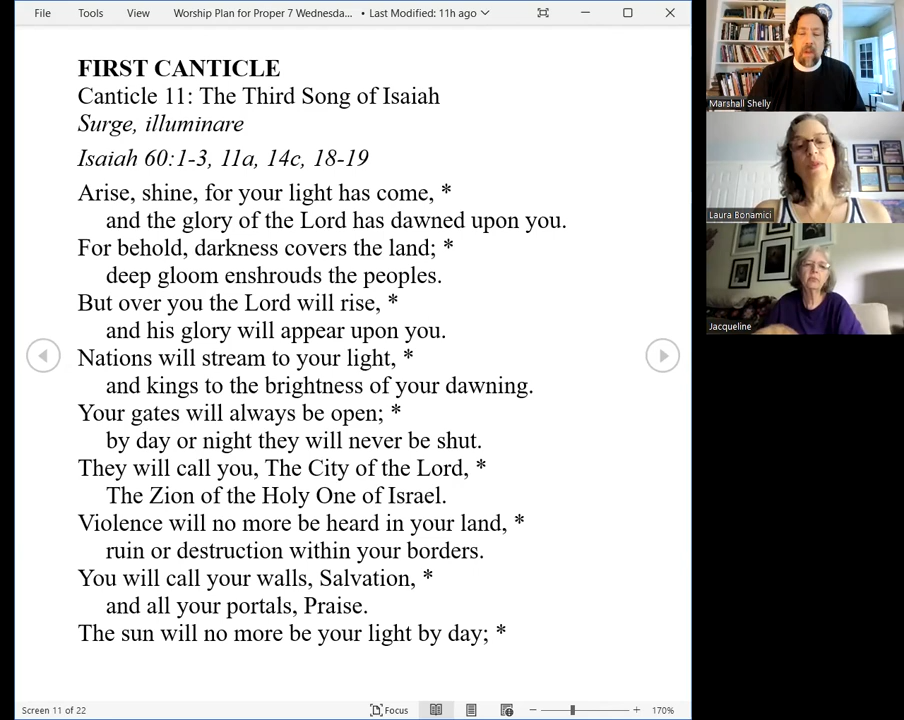 File Tools Worship Plan for Proper 7 Wednesda... • Last Modified: 11h ago
FIRST CANTICLE
Canticle 11: The Third Song of Isaiah
Surge, illuminare
Isaiah 60:1-3, 11a, 14c, 18-19
Arise, shine, for your light has come, *
and the glory of the Lord has dawned upon you.
For behold, darkness covers the land; *
deep gloom enshrouds the peoples.
But over you the Lord will rise, *
and his glory will appear upon you.
Nations will stream to your light, *
and kings to the brightness of your dawning.
Your gates will always be open; *
by day or night they will never be shut.
They will call you, The City of the Lord, *
The Zion of the Holy One of Israel.
Violence will no more be heard in your land, *
ruin or destruction within your borders.
You will call your walls, Salvation, *
and all your portals, Praise.
The sun will no more be your light by day; *
Screen 11 of 22 Focus 170%
Marshall Shelly
Laura Bonamici
Jacqueline